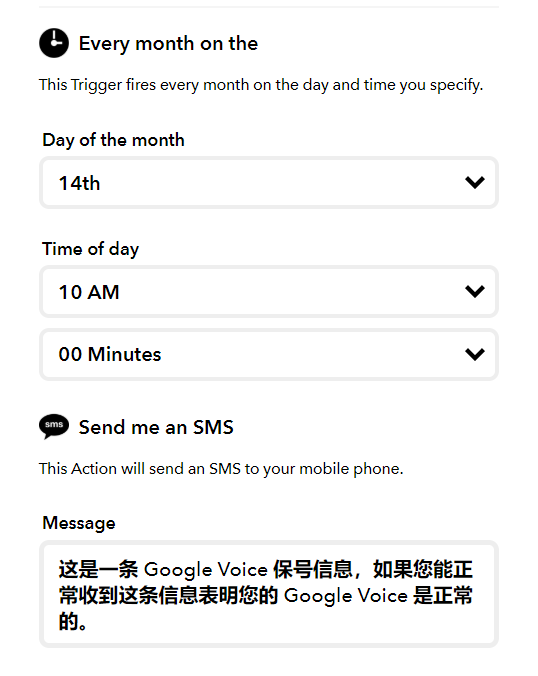 Every month on the
This Trigger fires every month on the day and time you specify.
Day of the month
14th
Time of day
10 AM
00 Minutes
sms
Send me an SMS
This Action will send an SMS to your mobile phone.
Message
这是一条 Google Voice 保号信息，如果您能正
常收到这条信息表明您的 Google Voice 是正常
的。